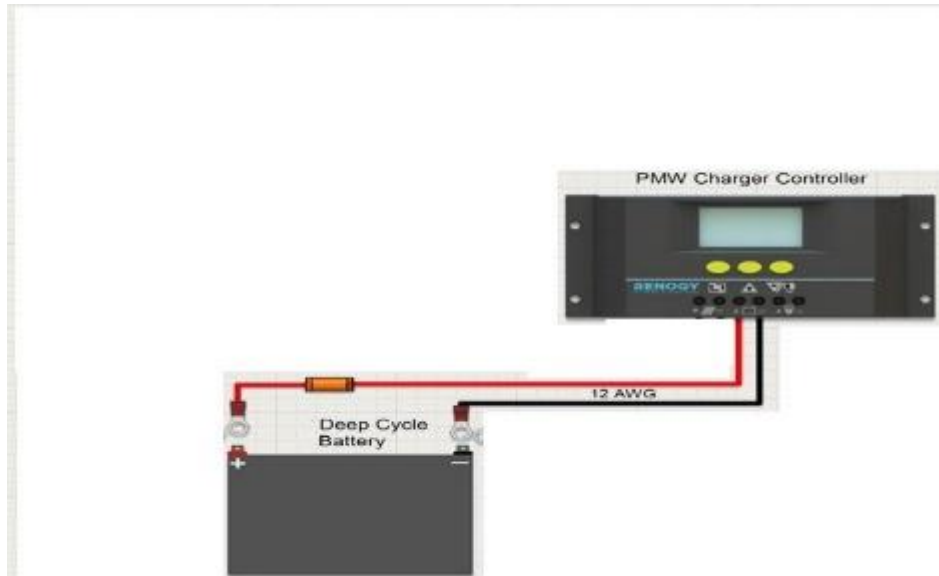 PMW Charger Controller
RENOGY
12 AWG
Deep Cycle
Battery
+ –